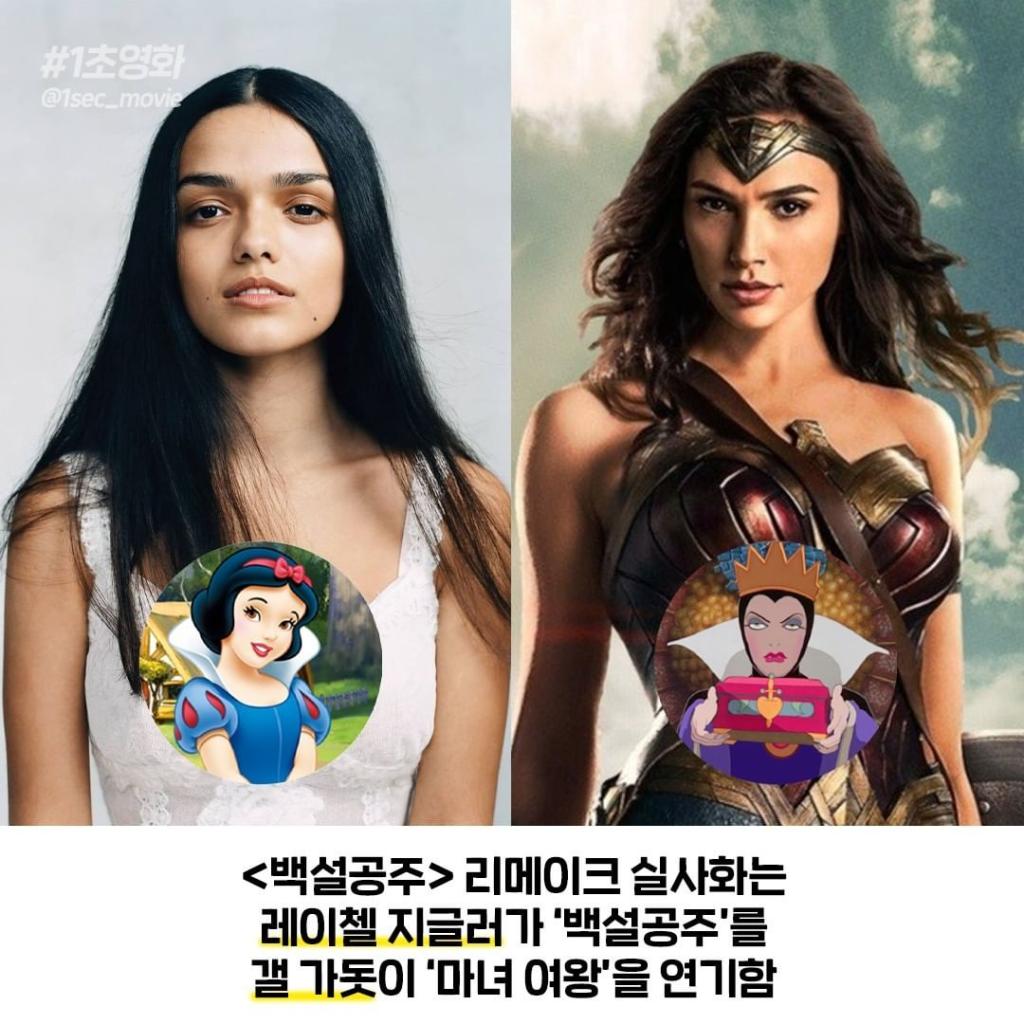 #1초영화
@1sec_movie
<백설공주> 리메이크 실사화는
레이첼 지글러가 '백설공주'를
갤 가돗이 '마녀 여왕'을 연기함